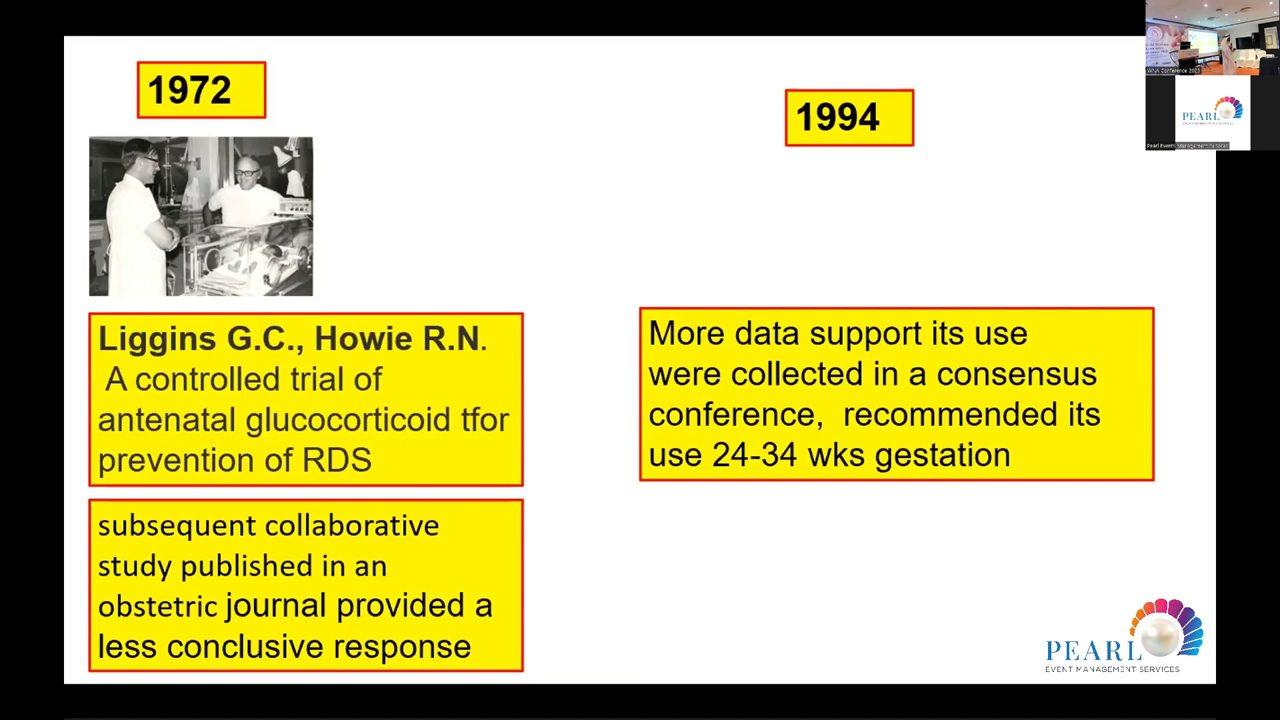 1972
1994
Liggins G.C., Howie R.N.
A controlled trial of
antenatal glucocorticoid tfor
prevention of RDS
subsequent collaborative
study published in an
obstetric journal provided a
less conclusive response
More data support its use
were collected in a consensus
conference, recommended its
use 24-34 wks gestation
PEARL
EVENT MANAGEMENT SERVICES
PEARL